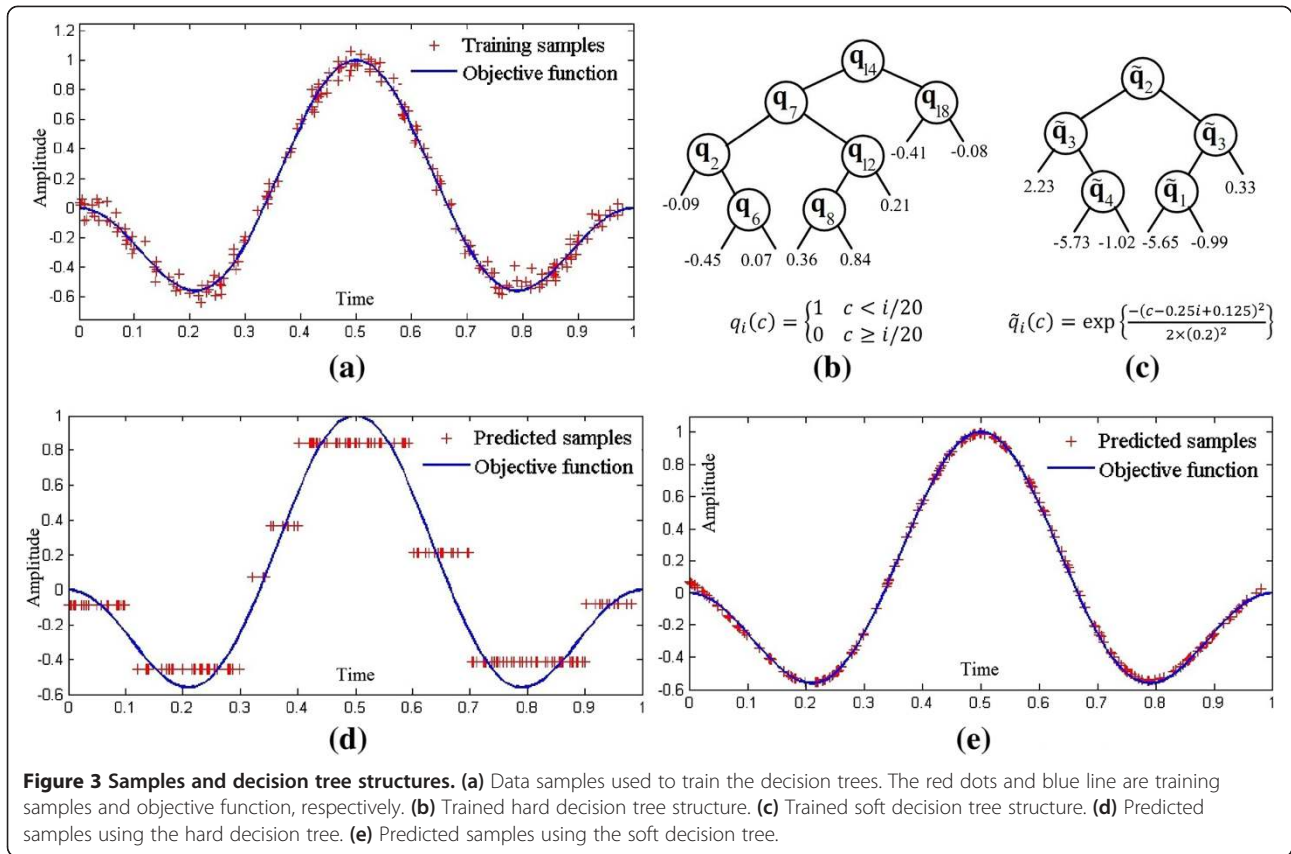 1.2
1
0.8
0.6
0.4
0.2
0
-0.2
-0.4
-0.6
Amplitude
Training samples
Objective function
Time
0 0.1 0.2 0.3 0.4 0.5 0.6 0.7 0.8 0.9 1
(a)
q14
q7 q18
q2 q12 -0.41 -0.08
-0.09 q6 q8 0.21
-0.45 0.07 0.36 0.84
qi(c) = {1 c < i/20
0 c ≥ i/20
(b)
q̃2
q̃3 q̃3
2.23 q̃4 q̃1 0.33
-5.73 -1.02 -5.65 -0.99
q̃i(c) = exp {−(c−0.25i+0.125)²
2×(0.2)²}
(c)
1
0.8
0.6
0.4
0.2
0
-0.2
-0.4
-0.6
Amplitude
Predicted samples
Objective function
Time
0 0.1 0.2 0.3 0.4 0.5 0.6 0.7 0.8 0.9 1
(d)
1
0.8
0.6
0.4
0.2
0
-0.2
-0.4
-0.6
Amplitude
Predicted samples
Objective function
Time
0 0.1 0.2 0.3 0.4 0.5 0.6 0.7 0.8 0.9 1
(e)
Figure 3 Samples and decision tree structures. (a) Data samples used to train the decision trees. The red dots and blue line are training
samples and objective function, respectively. (b) Trained hard decision tree structure. (c) Trained soft decision tree structure. (d) Predicted
samples using the hard decision tree. (e) Predicted samples using the soft decision tree.